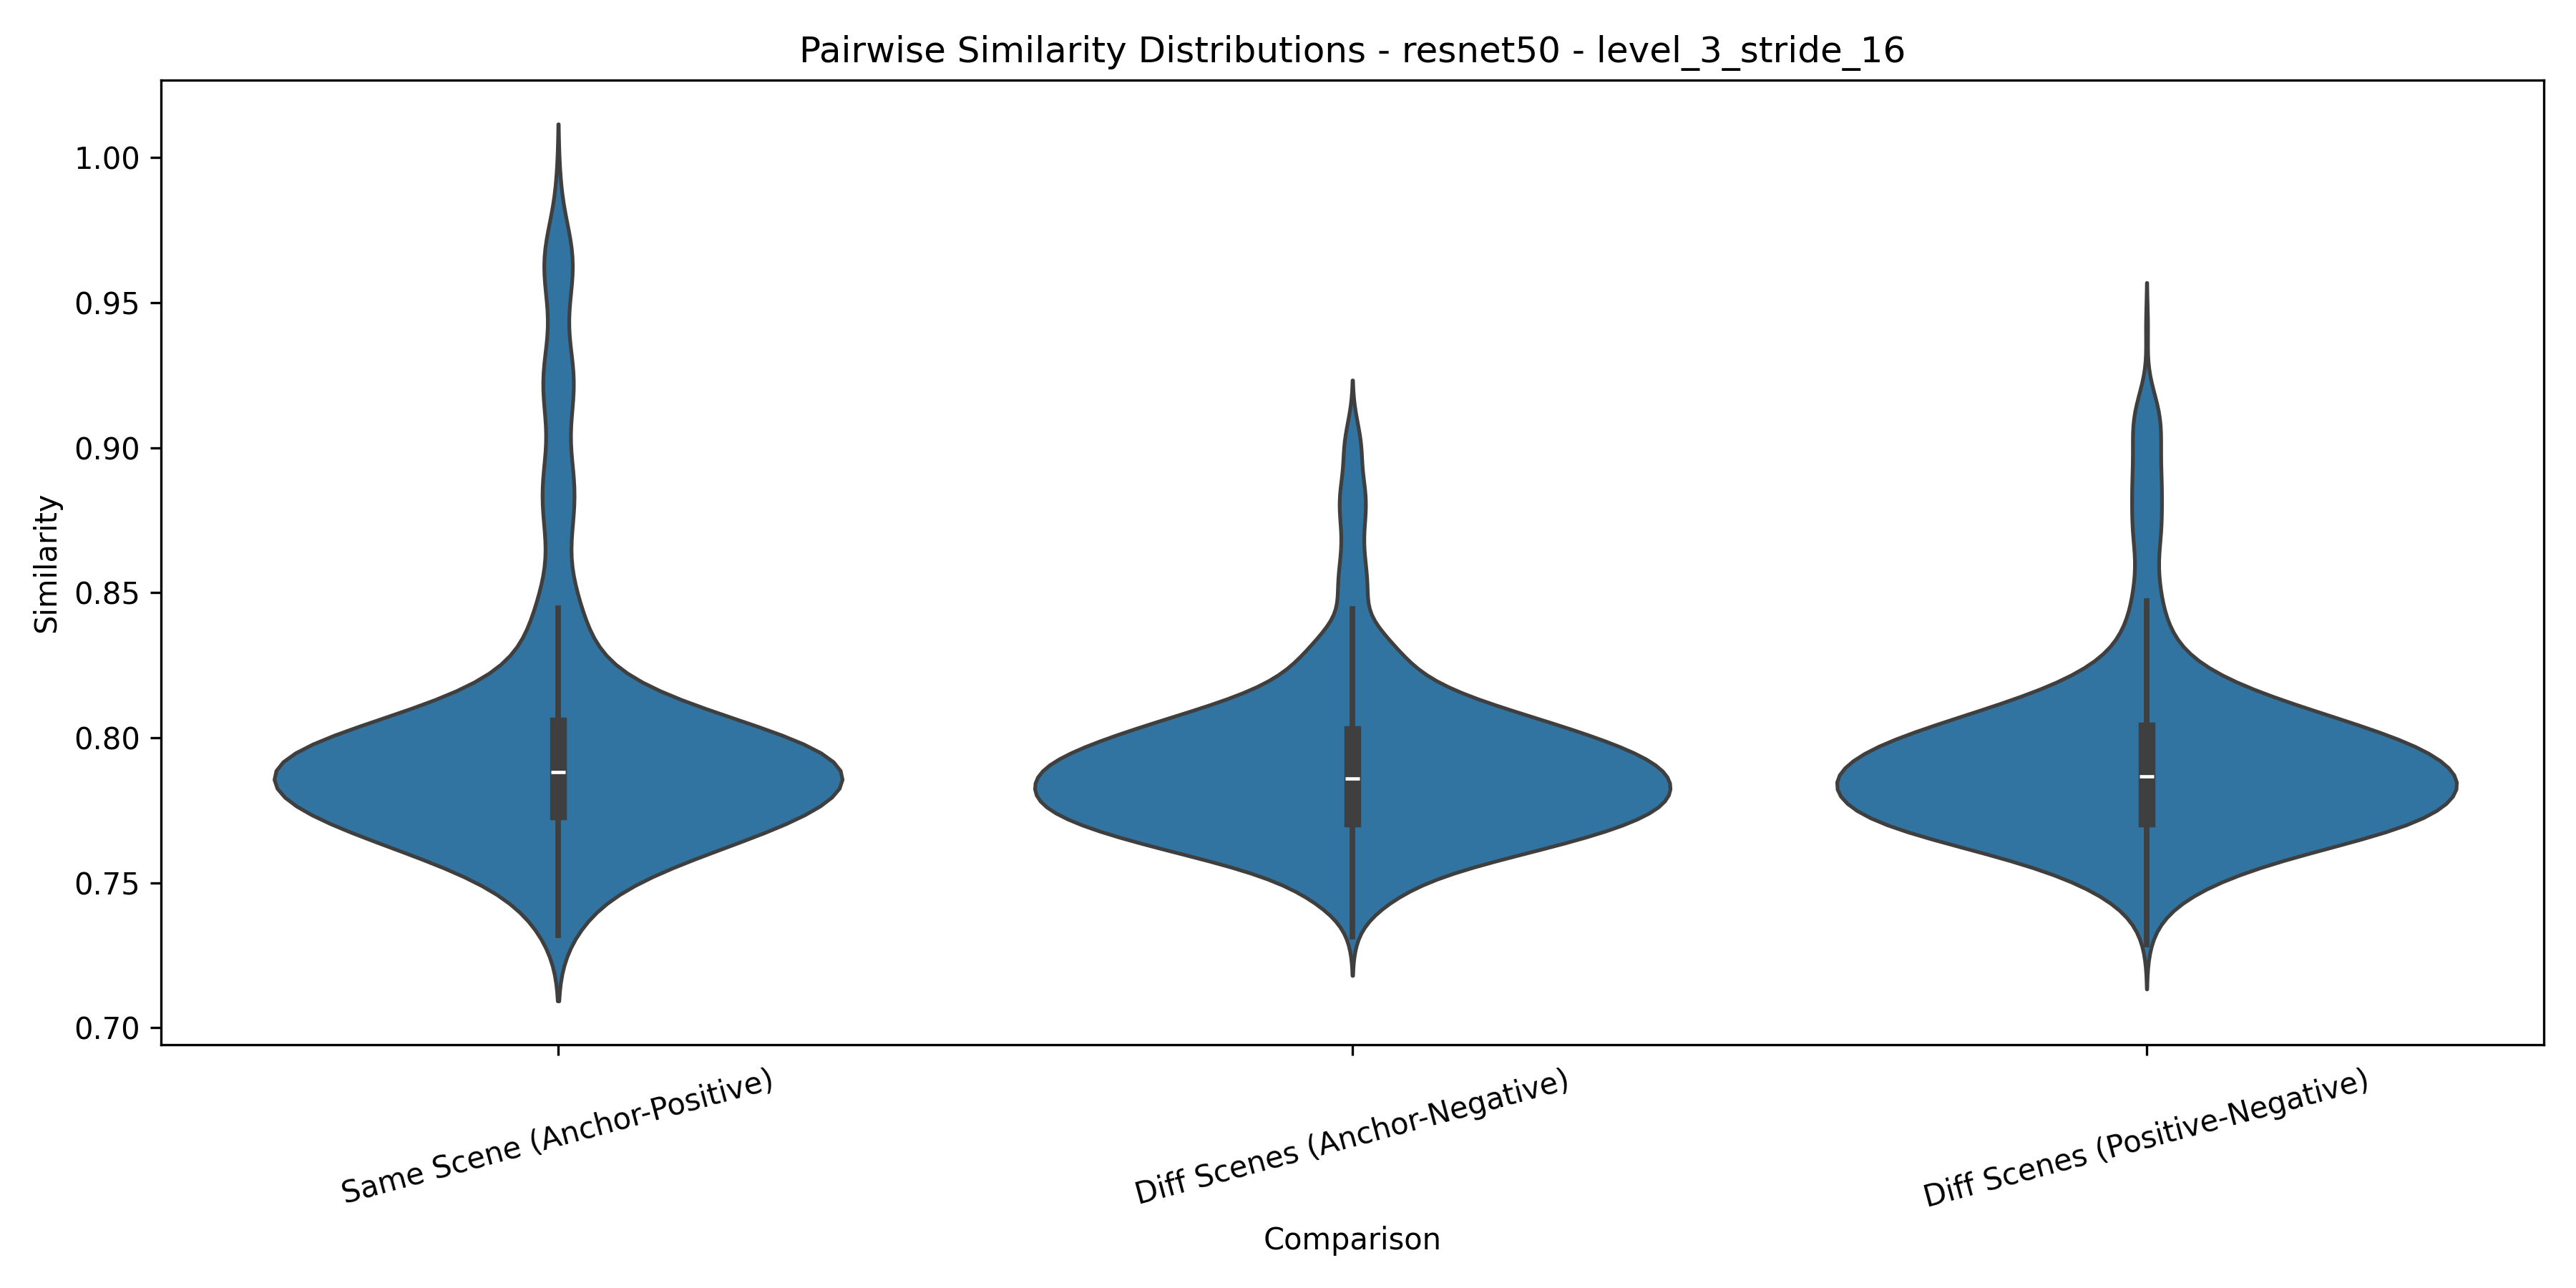 Pairwise Similarity Distributions - resnet50 - level_3_stride_16
1.00
0.95
0.90
0.85
0.80
0.75
0.70
Similarity
Same Scene (Anchor-Positive)
Diff Scenes (Anchor-Negative)
Diff Scenes (Positive-Negative)
Comparison